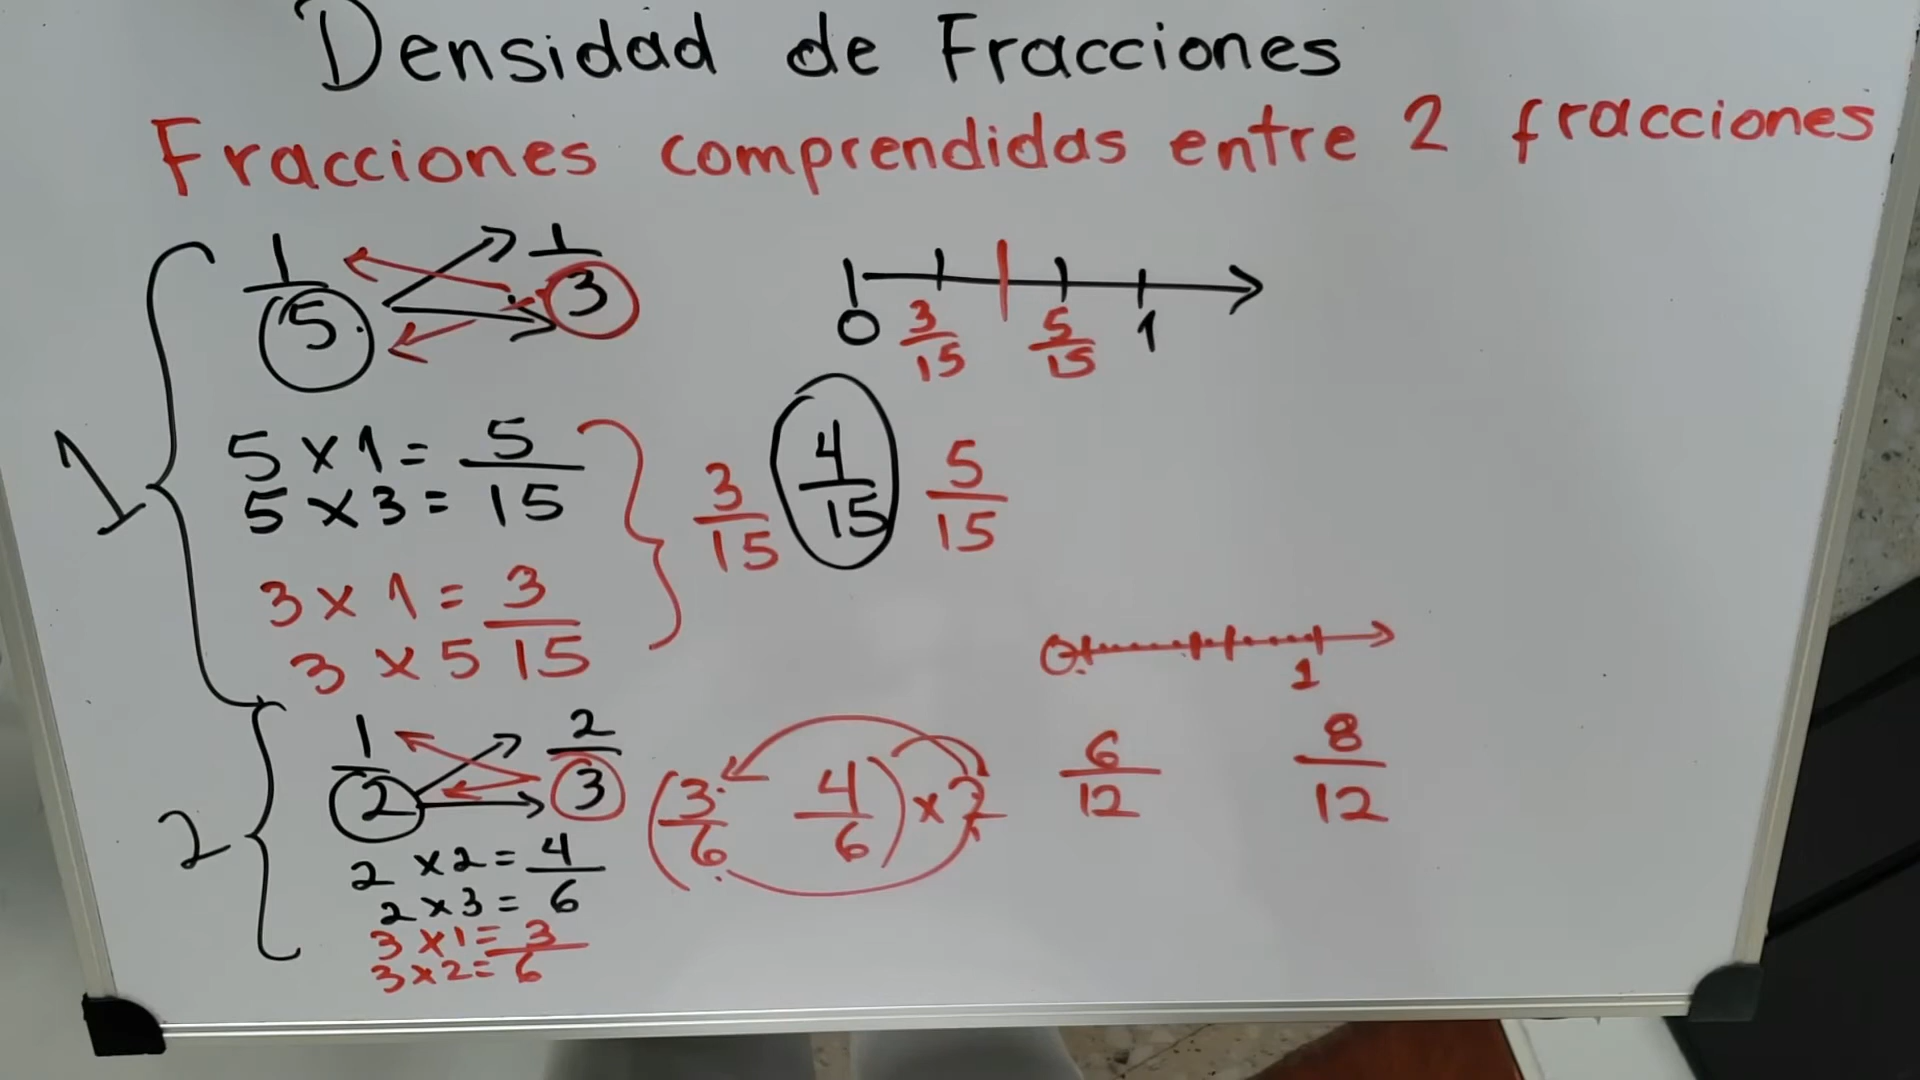 Densidad de Fracciones
Fracciones comprendidas entre 2 fracciones
1
1/5 1/3
0 3/15 5/15 1
5 x 1 = 5
5 x 3 = 15
3 x 1 = 3
3 x 5 15
3/15 4/15 5/15
0 1
2
1/2 2/3
(3/6 4/6) x 2 6/12 8/12
2 x 2 = 4
2 x 3 = 6
3 x 1 = 3
3 x 2 = 6